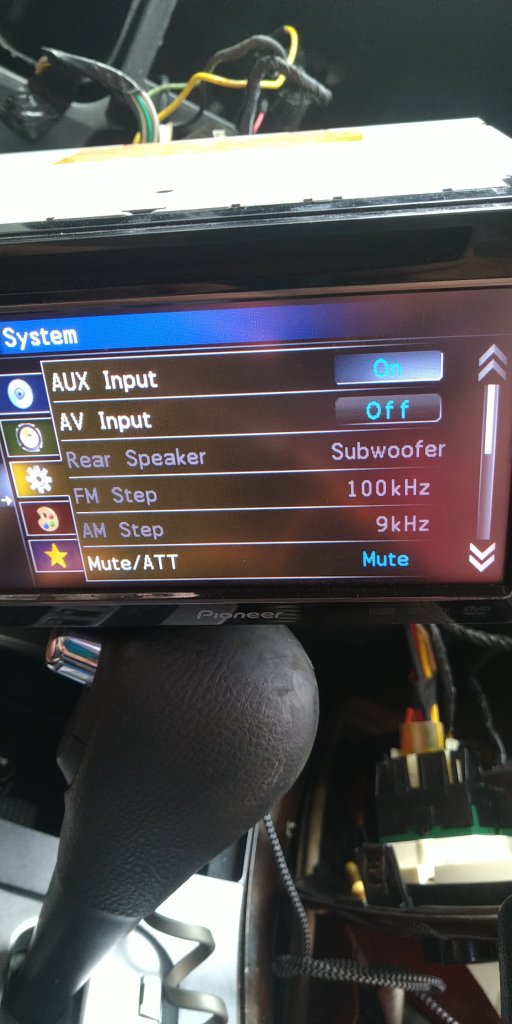 System
AUX Input On
AV Input Off
Rear Speaker Subwoofer
FM Step 100kHz
AM Step 9kHz
Mute/ATT Mute
Pioneer
DVD